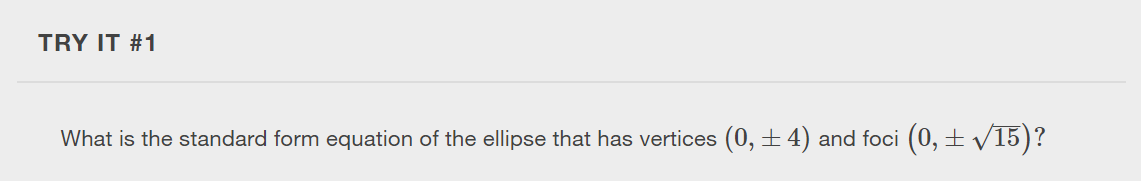 TRY IT #1
What is the standard form equation of the ellipse that has vertices (0, ± 4) and foci (0, ± √15)?